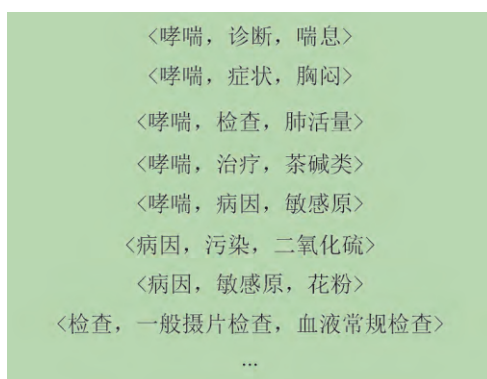 〈哮喘，诊断，喘息〉
〈哮喘，症状，胸闷〉
〈哮喘，检查，肺活量〉
〈哮喘，治疗，茶碱类〉
〈哮喘，病因，敏感原〉
〈病因，污染，二氧化硫〉
〈病因，敏感原，花粉〉
〈检查，一般摄片检查，血液常规检查〉
...